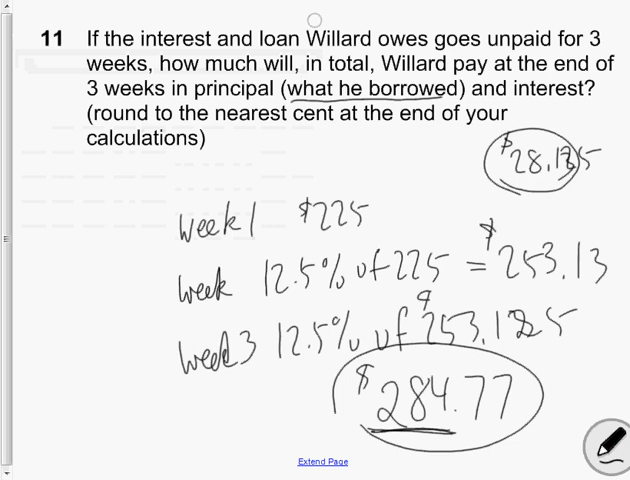 11 If the interest and loan Willard owes goes unpaid for 3
weeks, how much will, in total, Willard pay at the end of
3 weeks in principal (what he borrowed) and interest?
(round to the nearest cent at the end of your
calculations)
$28.125
week 1 $225
week 12.5% of 225 = $253.13
week 3 12.5% of $253.125
$284.77
Extend Page